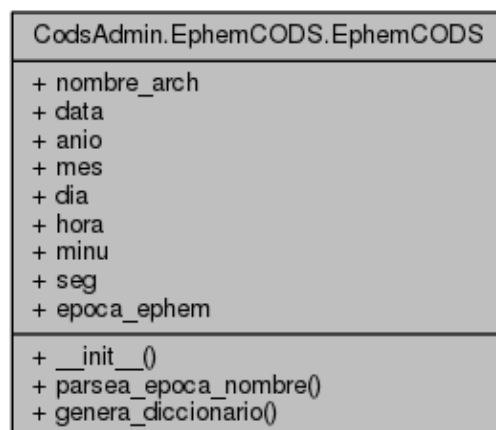 CodsAdmin.EphemCODS.EphemCODS
+ nombre_arch
+ data
+ anio
+ mes
+ dia
+ hora
+ minu
+ seg
+ epoca_ephem
+ __init__()
+ parsea_epoca_nombre()
+ genera_diccionario()